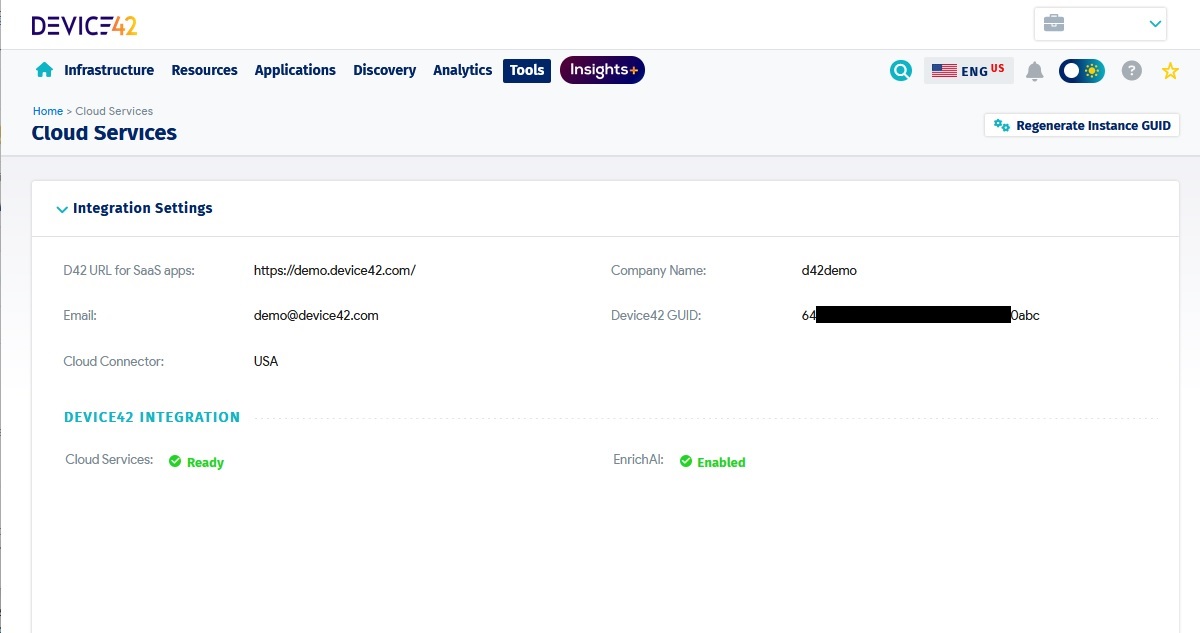 DEVICE42
Infrastructure Resources Applications Discovery Analytics Tools Insights+ ENG US ?
Home > Cloud Services
Cloud Services
Regenerate Instance GUID
Integration Settings
D42 URL for SaaS apps: https://demo.device42.com/ Company Name: d42demo
Email: demo@device42.com Device42 GUID: 64 0abc
Cloud Connector: USA
DEVICE42 INTEGRATION
Cloud Services: Ready EnrichAI: Enabled